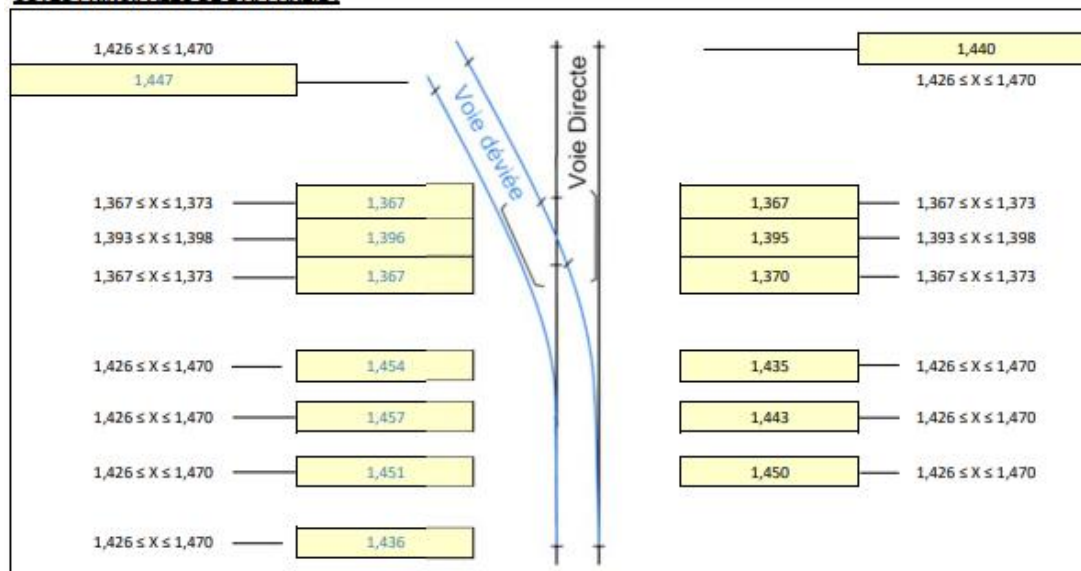 1,426 ≤ X ≤ 1,470
1,440
1,447
1,426 ≤ X ≤ 1,470
Voie déviée
Voie Directe
1,367 ≤ X ≤ 1,373 1,367 1,367 1,367 ≤ X ≤ 1,373
1,393 ≤ X ≤ 1,398 1,396 1,395 1,393 ≤ X ≤ 1,398
1,367 ≤ X ≤ 1,373 1,367 1,370 1,367 ≤ X ≤ 1,373
1,426 ≤ X ≤ 1,470 1,454 1,435 1,426 ≤ X ≤ 1,470
1,426 ≤ X ≤ 1,470 1,457 1,443 1,426 ≤ X ≤ 1,470
1,426 ≤ X ≤ 1,470 1,451 1,450 1,426 ≤ X ≤ 1,470
1,426 ≤ X ≤ 1,470 1,436